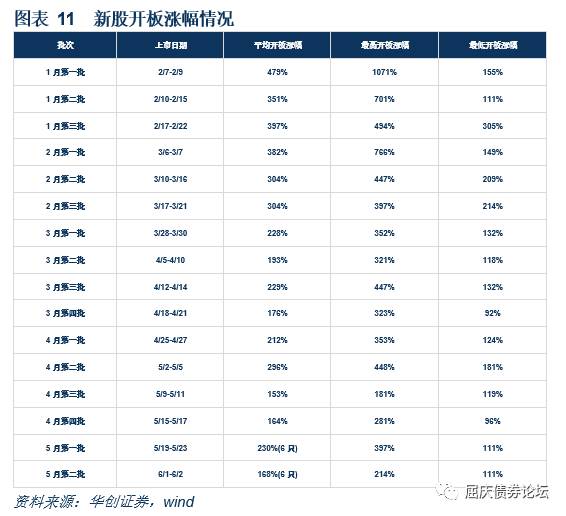 图表 11 新股开板涨幅情况
批次 上市日期 平均开板涨幅 最高开板涨幅 最低开板涨幅
1 月第一批 2/7-2/9 479% 1071% 155%
1 月第二批 2/10-2/15 351% 701% 111%
1 月第三批 2/17-2/22 397% 494% 305%
2 月第一批 3/6-3/7 382% 766% 149%
2 月第二批 3/10-3/16 304% 447% 209%
2 月第三批 3/17-3/21 304% 397% 214%
3 月第一批 3/28-3/30 228% 352% 132%
3 月第二批 4/5-4/10 193% 321% 118%
3 月第三批 4/12-4/14 229% 447% 132%
3 月第四批 4/18-4/21 176% 323% 92%
4 月第一批 4/25-4/27 212% 353% 124%
4 月第二批 5/2-5/5 296% 448% 181%
4 月第三批 5/9-5/11 153% 181% 119%
4 月第四批 5/15-5/17 164% 281% 96%
5 月第一批 5/19-5/23 230%(6 只) 397% 111%
5 月第二批 6/1-6/2 168%(6 只) 214% 111%
资料来源：华创证券，wind
屈庆债券论坛